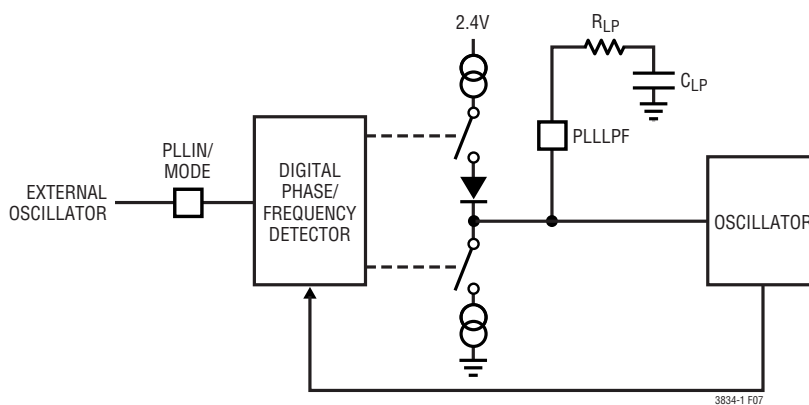 2.4V
RLP
CLP
PLLLPF
PLLIN/
MODE
EXTERNAL
OSCILLATOR
DIGITAL
PHASE/
FREQUENCY
DETECTOR
OSCILLATOR
3834-1 F07